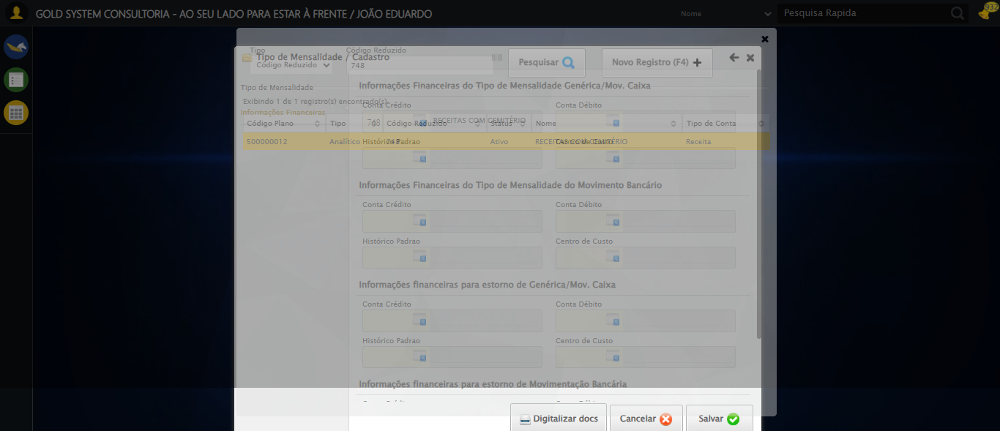 GOLD SYSTEM CONSULTORIA - AO SEU LADO PARA ESTAR À FRENTE / JOÃO EDUARDO
Nome
Pesquisa Rapida
932
Tipo
Código Reduzido
Tipo de Mensalidade / Cadastro
Código Reduzido
748
Pesquisar
Novo Registro (F4)
Tipo de Mensalidade
Informações Financeiras do Tipo de Mensalidade Genérica/Mov. Caixa
Exibindo 1 de 1 registro(s) encontrado(s)
Conta Crédito
Conta Débito
Informações Financeiras
748
RECEITAS COM CEMITÉRIO
Código Plano
Tipo
Código Reduzido
Status
Nome
Tipo de Conta
500000012
Analítico
748
Ativo
RECEITAS COM CEMITÉRIO
Receita
Histórico Padrao
Centro de Custo
Informações Financeiras do Tipo de Mensalidade do Movimento Bancário
Conta Crédito
Conta Débito
Histórico Padrao
Centro de Custo
Informações financeiras para estorno de Genérica/Mov. Caixa
Conta Crédito
Conta Débito
Histórico Padrao
Centro de Custo
Informações financeiras para estorno de Movimentação Bancária
Digitalizar docs
Cancelar
Salvar